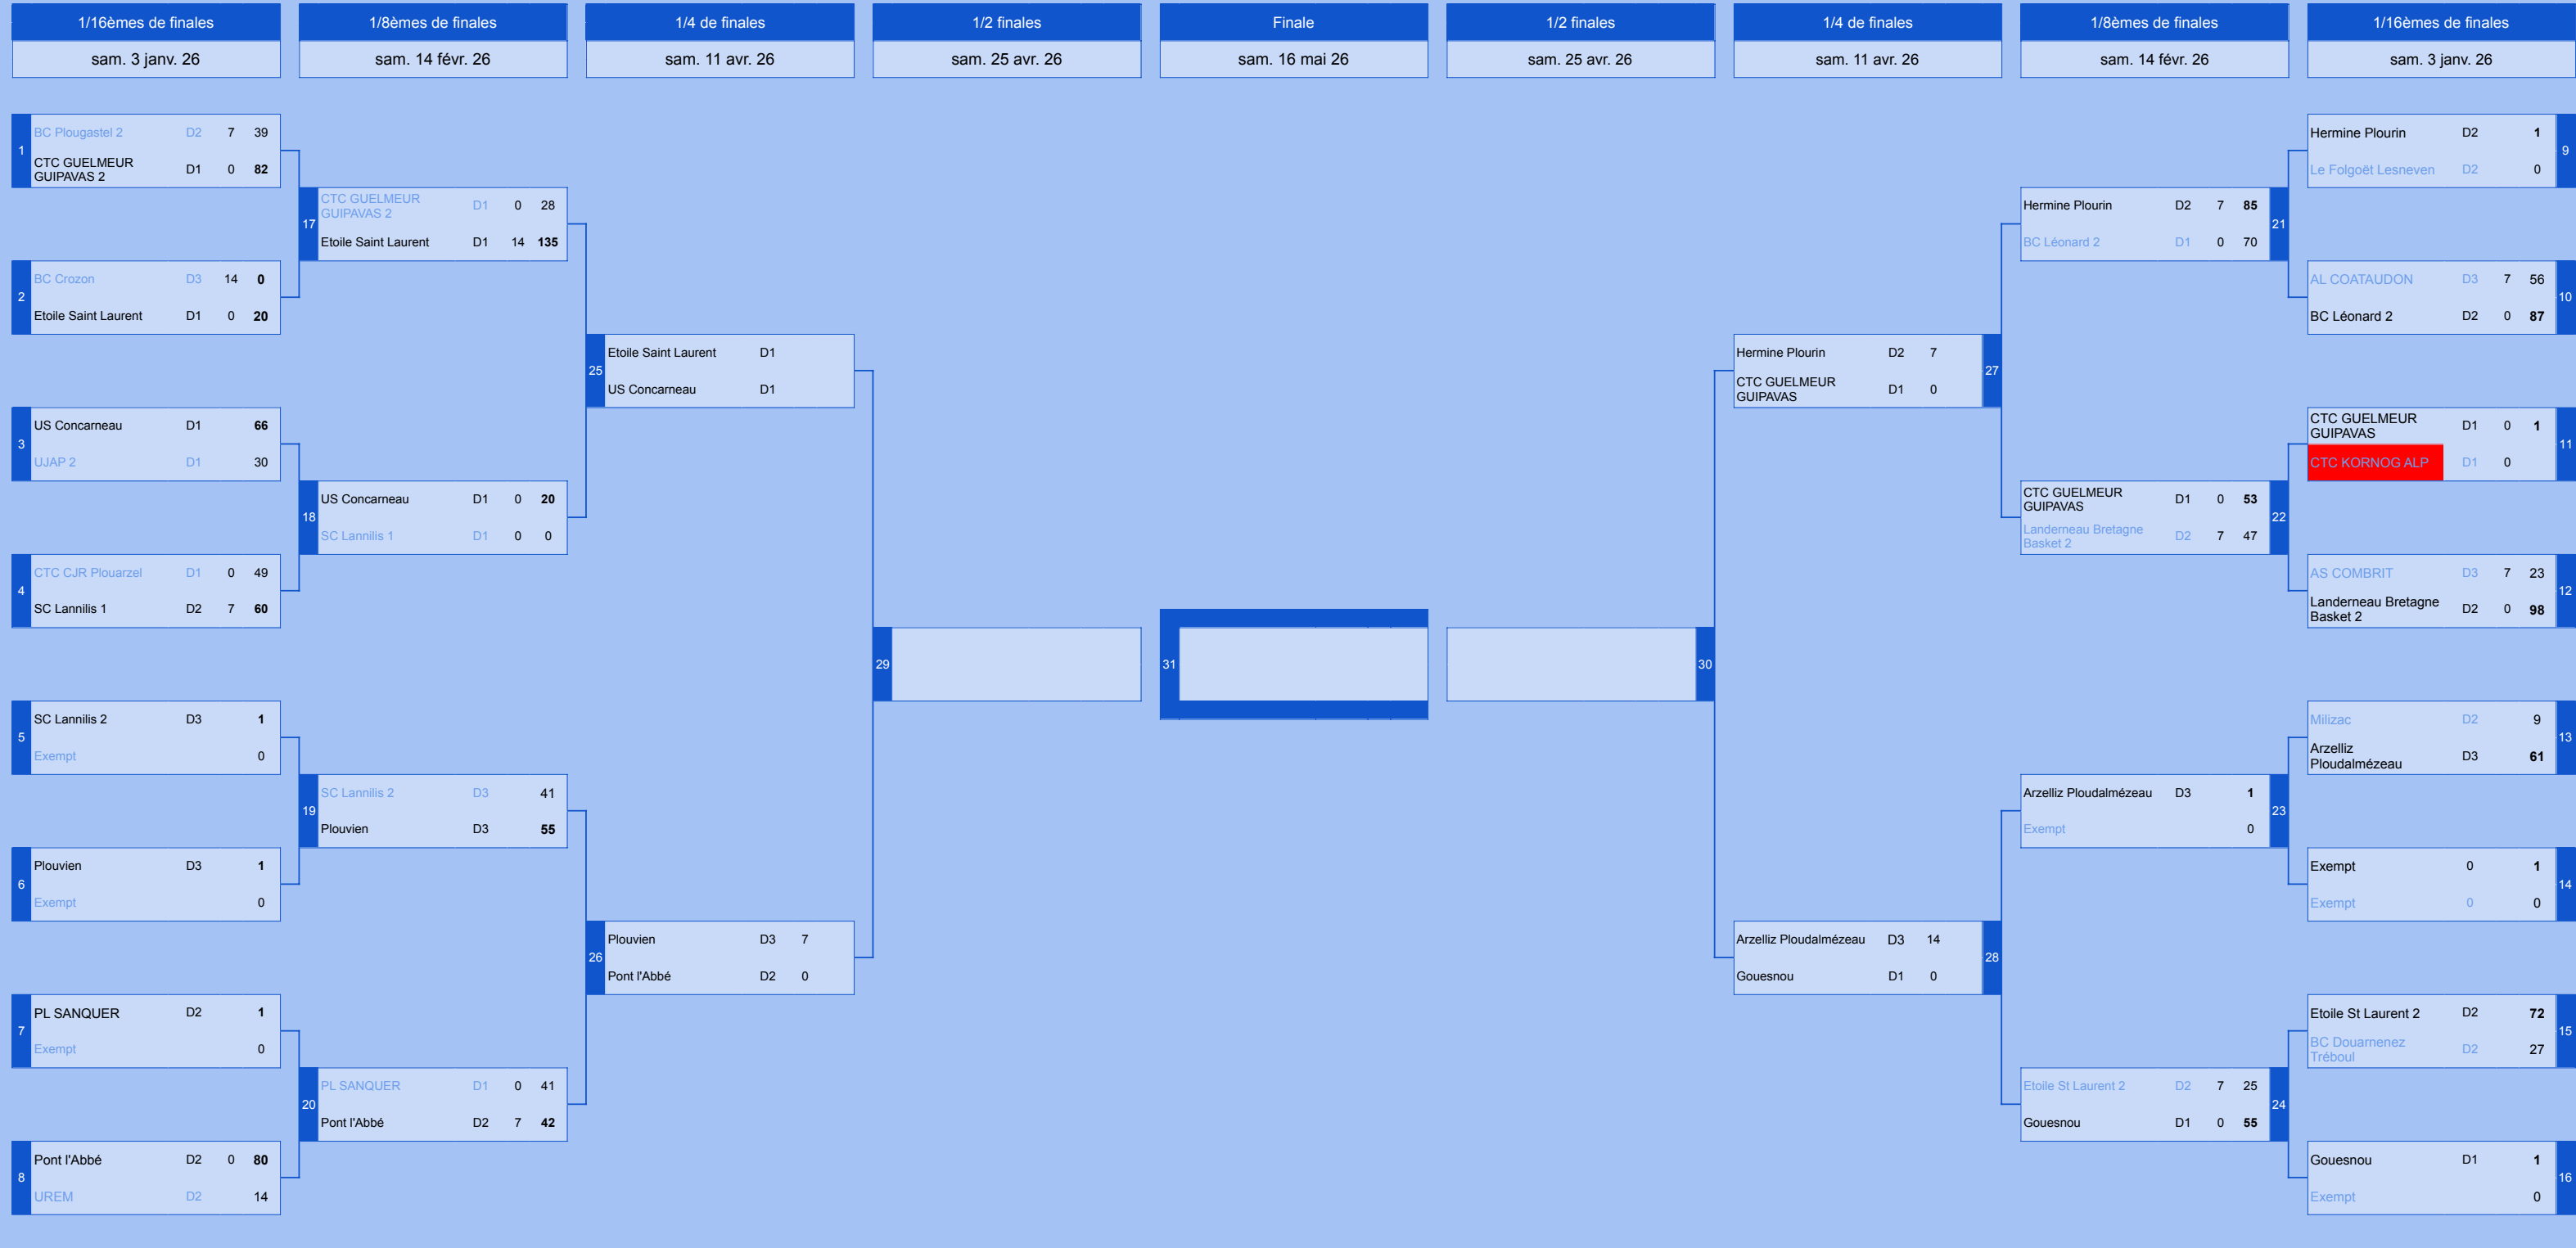 1/16èmes de finales
sam. 3 janv. 26
1/8èmes de finales
sam. 14 févr. 26
1/4 de finales
sam. 11 avr. 26
1/2 finales
sam. 25 avr. 26
Finale
sam. 16 mai 26
1/2 finales
sam. 25 avr. 26
1/4 de finales
sam. 11 avr. 26
1/8èmes de finales
sam. 14 févr. 26
1/16èmes de finales
sam. 3 janv. 26
1
BC Plougastel 2 D2 7 39
CTC GUELMEUR
GUIPAVAS 2 D1 0 82
2
BC Crozon D3 14 0
Etoile Saint Laurent D1 0 20
3
US Concarneau D1 66
UJAP 2 D1 30
4
CTC CJR Plouarzel D1 0 49
SC Lannilis 1 D2 7 60
5
SC Lannilis 2 D3 1
Exempt 0
6
Plouvien D3 1
Exempt 0
7
PL SANQUER D2 1
Exempt 0
8
Pont l'Abbé D2 0 80
UREM D2 14
17
CTC GUELMEUR
GUIPAVAS 2 D1 0 28
Etoile Saint Laurent D1 14 135
18
US Concarneau D1 0 20
SC Lannilis 1 D1 0 0
19
SC Lannilis 2 D3 41
Plouvien D3 55
20
PL SANQUER D1 0 41
Pont l'Abbé D2 7 42
25
Etoile Saint Laurent D1
US Concarneau D1
26
Plouvien D3 7
Pont l'Abbé D2 0
29
31
30
Hermine Plourin D2 7
CTC GUELMEUR
GUIPAVAS D1 0
27
Arzelliz Ploudalmézeau D3 14
Gouesnou D1 0
28
Hermine Plourin D2 7 85
BC Léonard 2 D1 0 70
21
CTC GUELMEUR
GUIPAVAS D1 0 53
Landerneau Bretagne
Basket 2 D2 7 47
22
Arzelliz Ploudalmézeau D3 1
Exempt 0
23
Etoile St Laurent 2 D2 7 25
Gouesnou D1 0 55
24
Hermine Plourin D2 1
Le Folgoët Lesneven D2 0
9
AL COATAUDON D3 7 56
BC Léonard 2 D2 0 87
10
CTC GUELMEUR
GUIPAVAS D1 0 1
CTC KORNOG ALP D1 0
11
AS COMBRIT D3 7 23
Landerneau Bretagne
Basket 2 D2 0 98
12
Milizac D2 9
Arzelliz
Ploudalmézeau D3 61
13
Exempt 0 1
Exempt 0 0
14
Etoile St Laurent 2 D2 72
BC Douarnenez
Tréboul D2 27
15
Gouesnou D1 1
Exempt 0
16